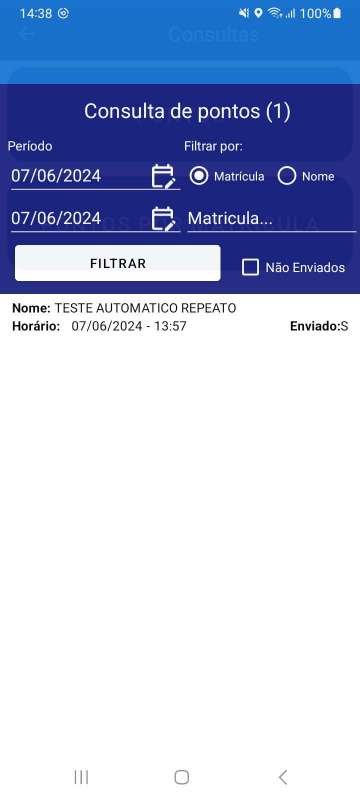 14:38 100%
Consultas
Consulta de pontos (1)
Período Filtrar por:
07/06/2024 Matrícula Nome
07/06/2024 Matricula...
FILTRAR Não Enviados
Nome: TESTE AUTOMATICO REPEATO
Horário: 07/06/2024 - 13:57 Enviado:S